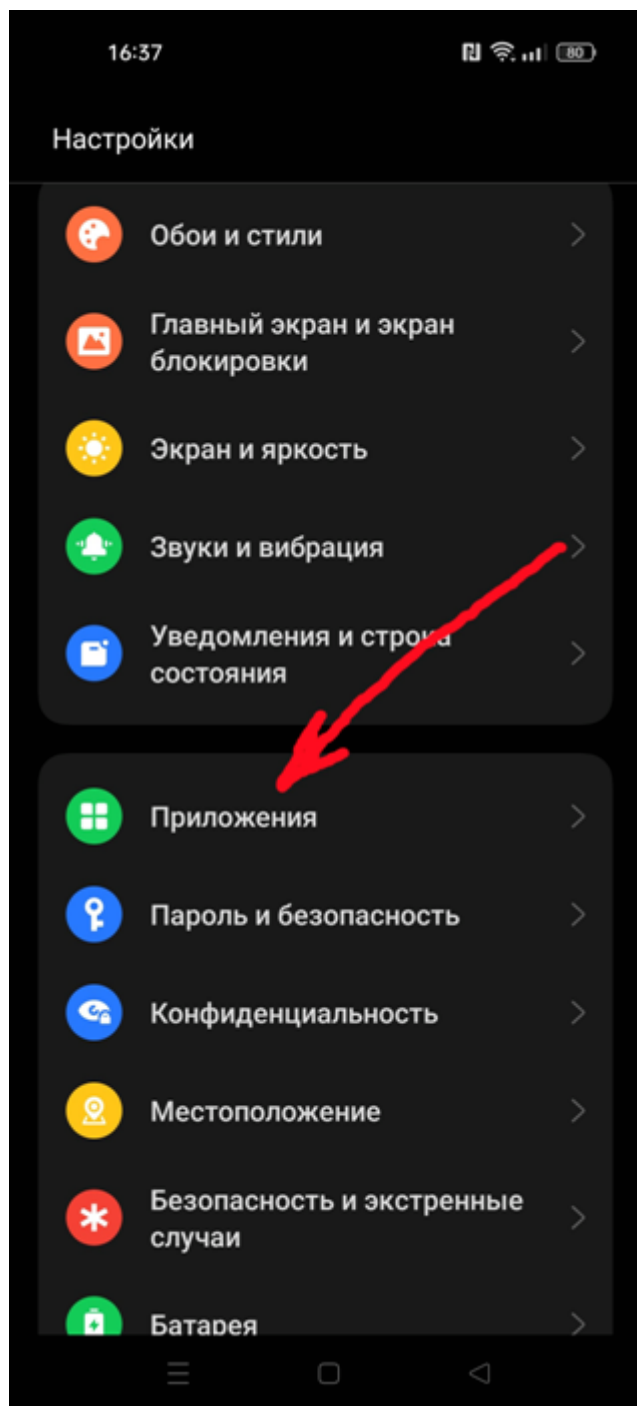 16:37
80
Настройки
Обои и стили
Главный экран и экран
блокировки
Экран и яркость
Звуки и вибрация
Уведомления и строка
состояния
Приложения
Пароль и безопасность
Конфиденциальность
Местоположение
Безопасность и экстренные
случаи
Батарея